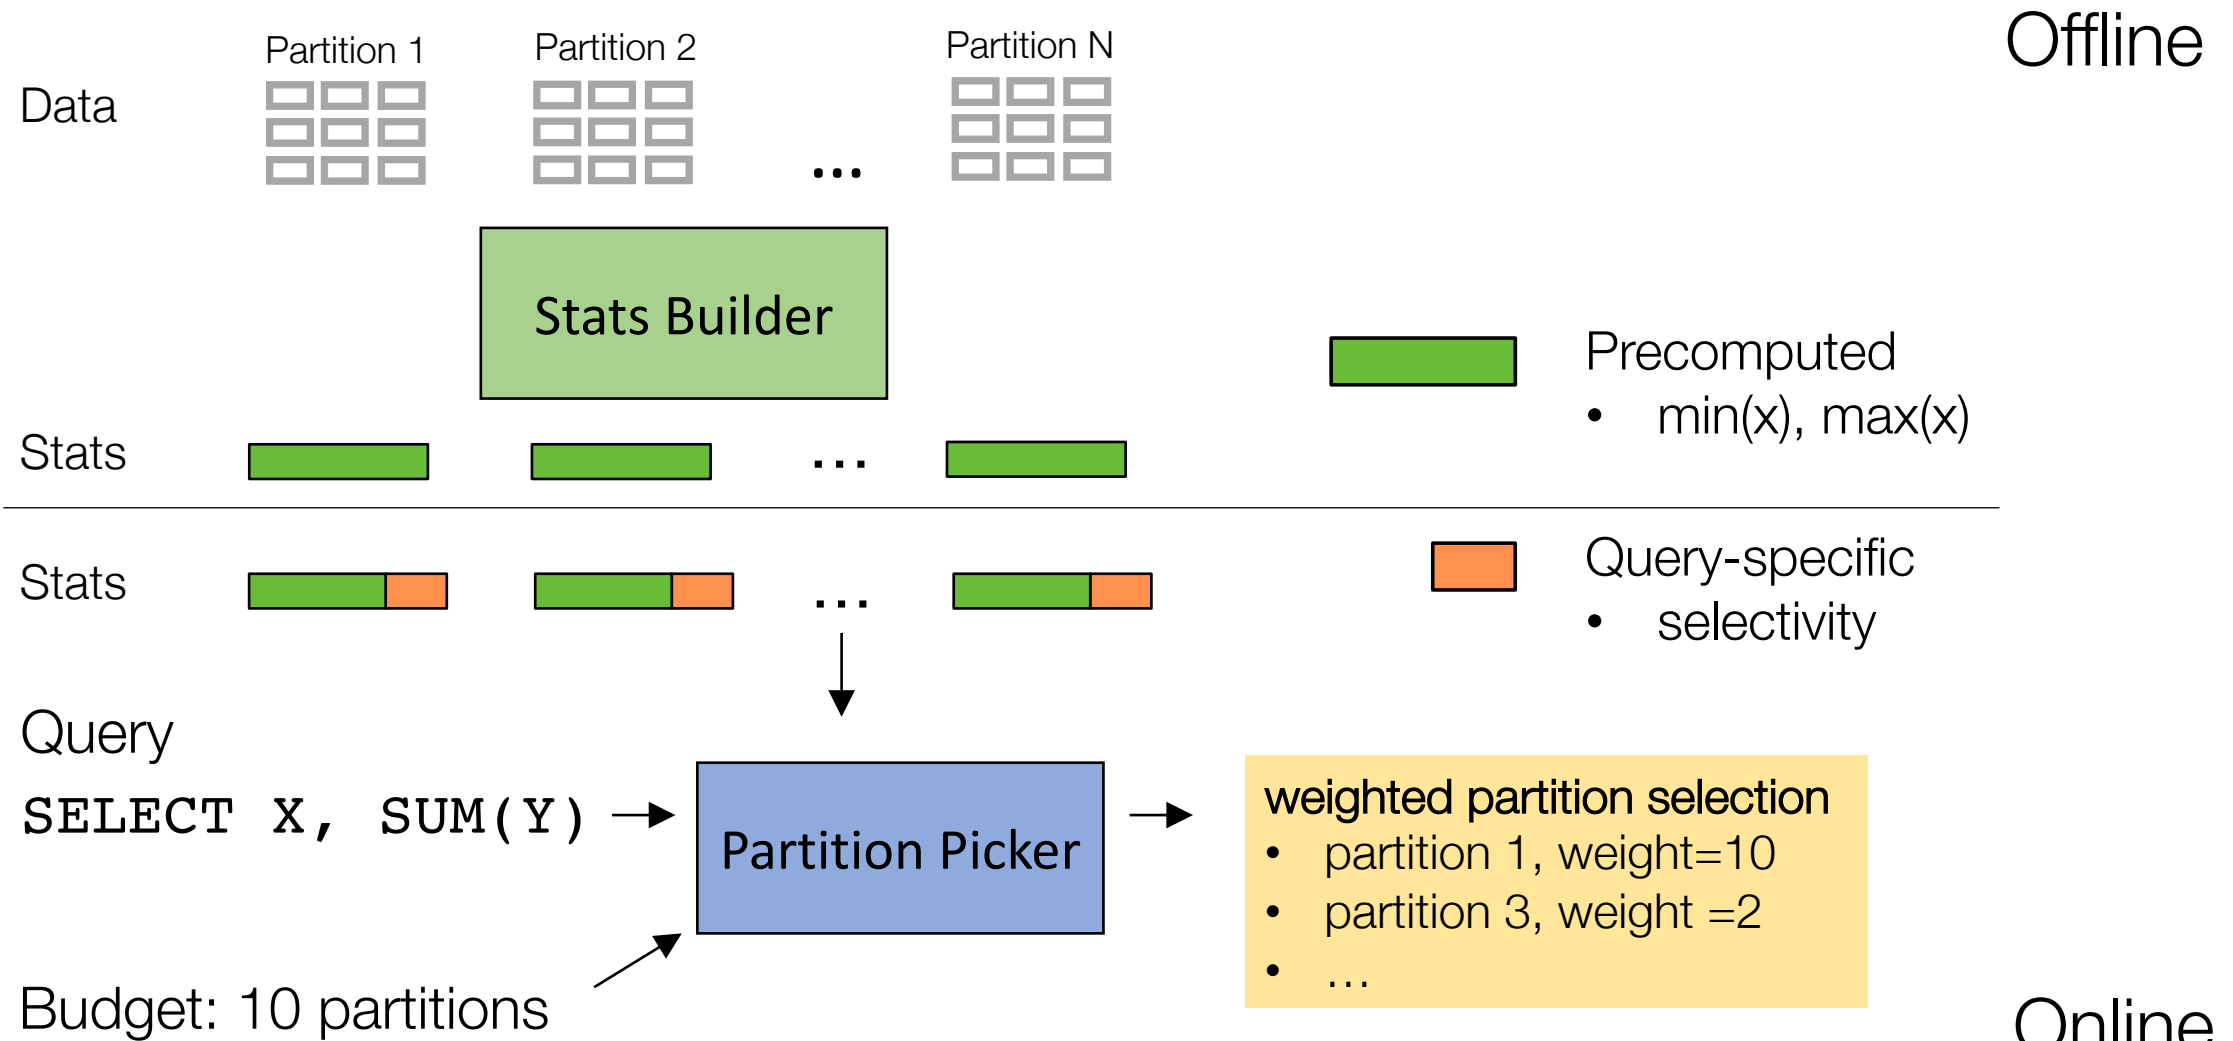 Offline
Partition 1
Partition 2
Partition N
Data
...
Stats Builder
Precomputed
• min(x), max(x)
Stats
...
Stats
...
Query-specific
• selectivity
Query
SELECT X, SUM(Y)
Partition Picker
weighted partition selection
• partition 1, weight=10
• partition 3, weight =2
• ...
Budget: 10 partitions
Online